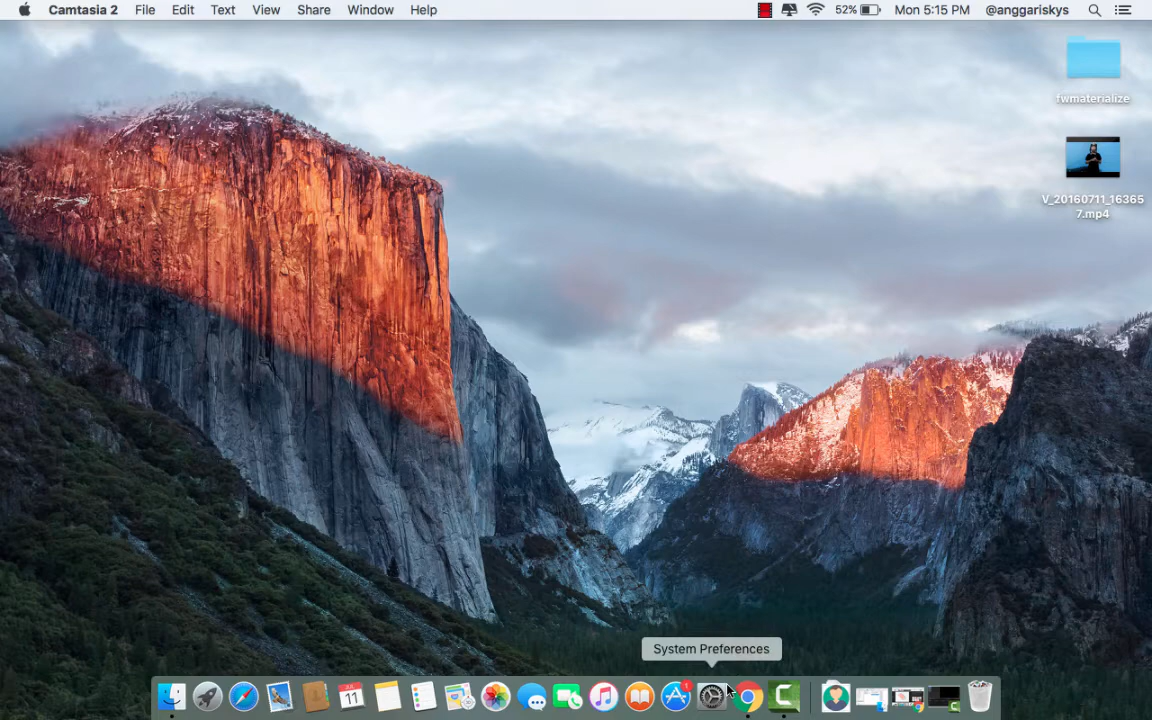 Camtasia 2 File Edit Text View Share Window Help 52% Mon 5:15 PM @anggariskys
fwmaterialize
V_20160711_16365
7.mp4
System Preferences
11